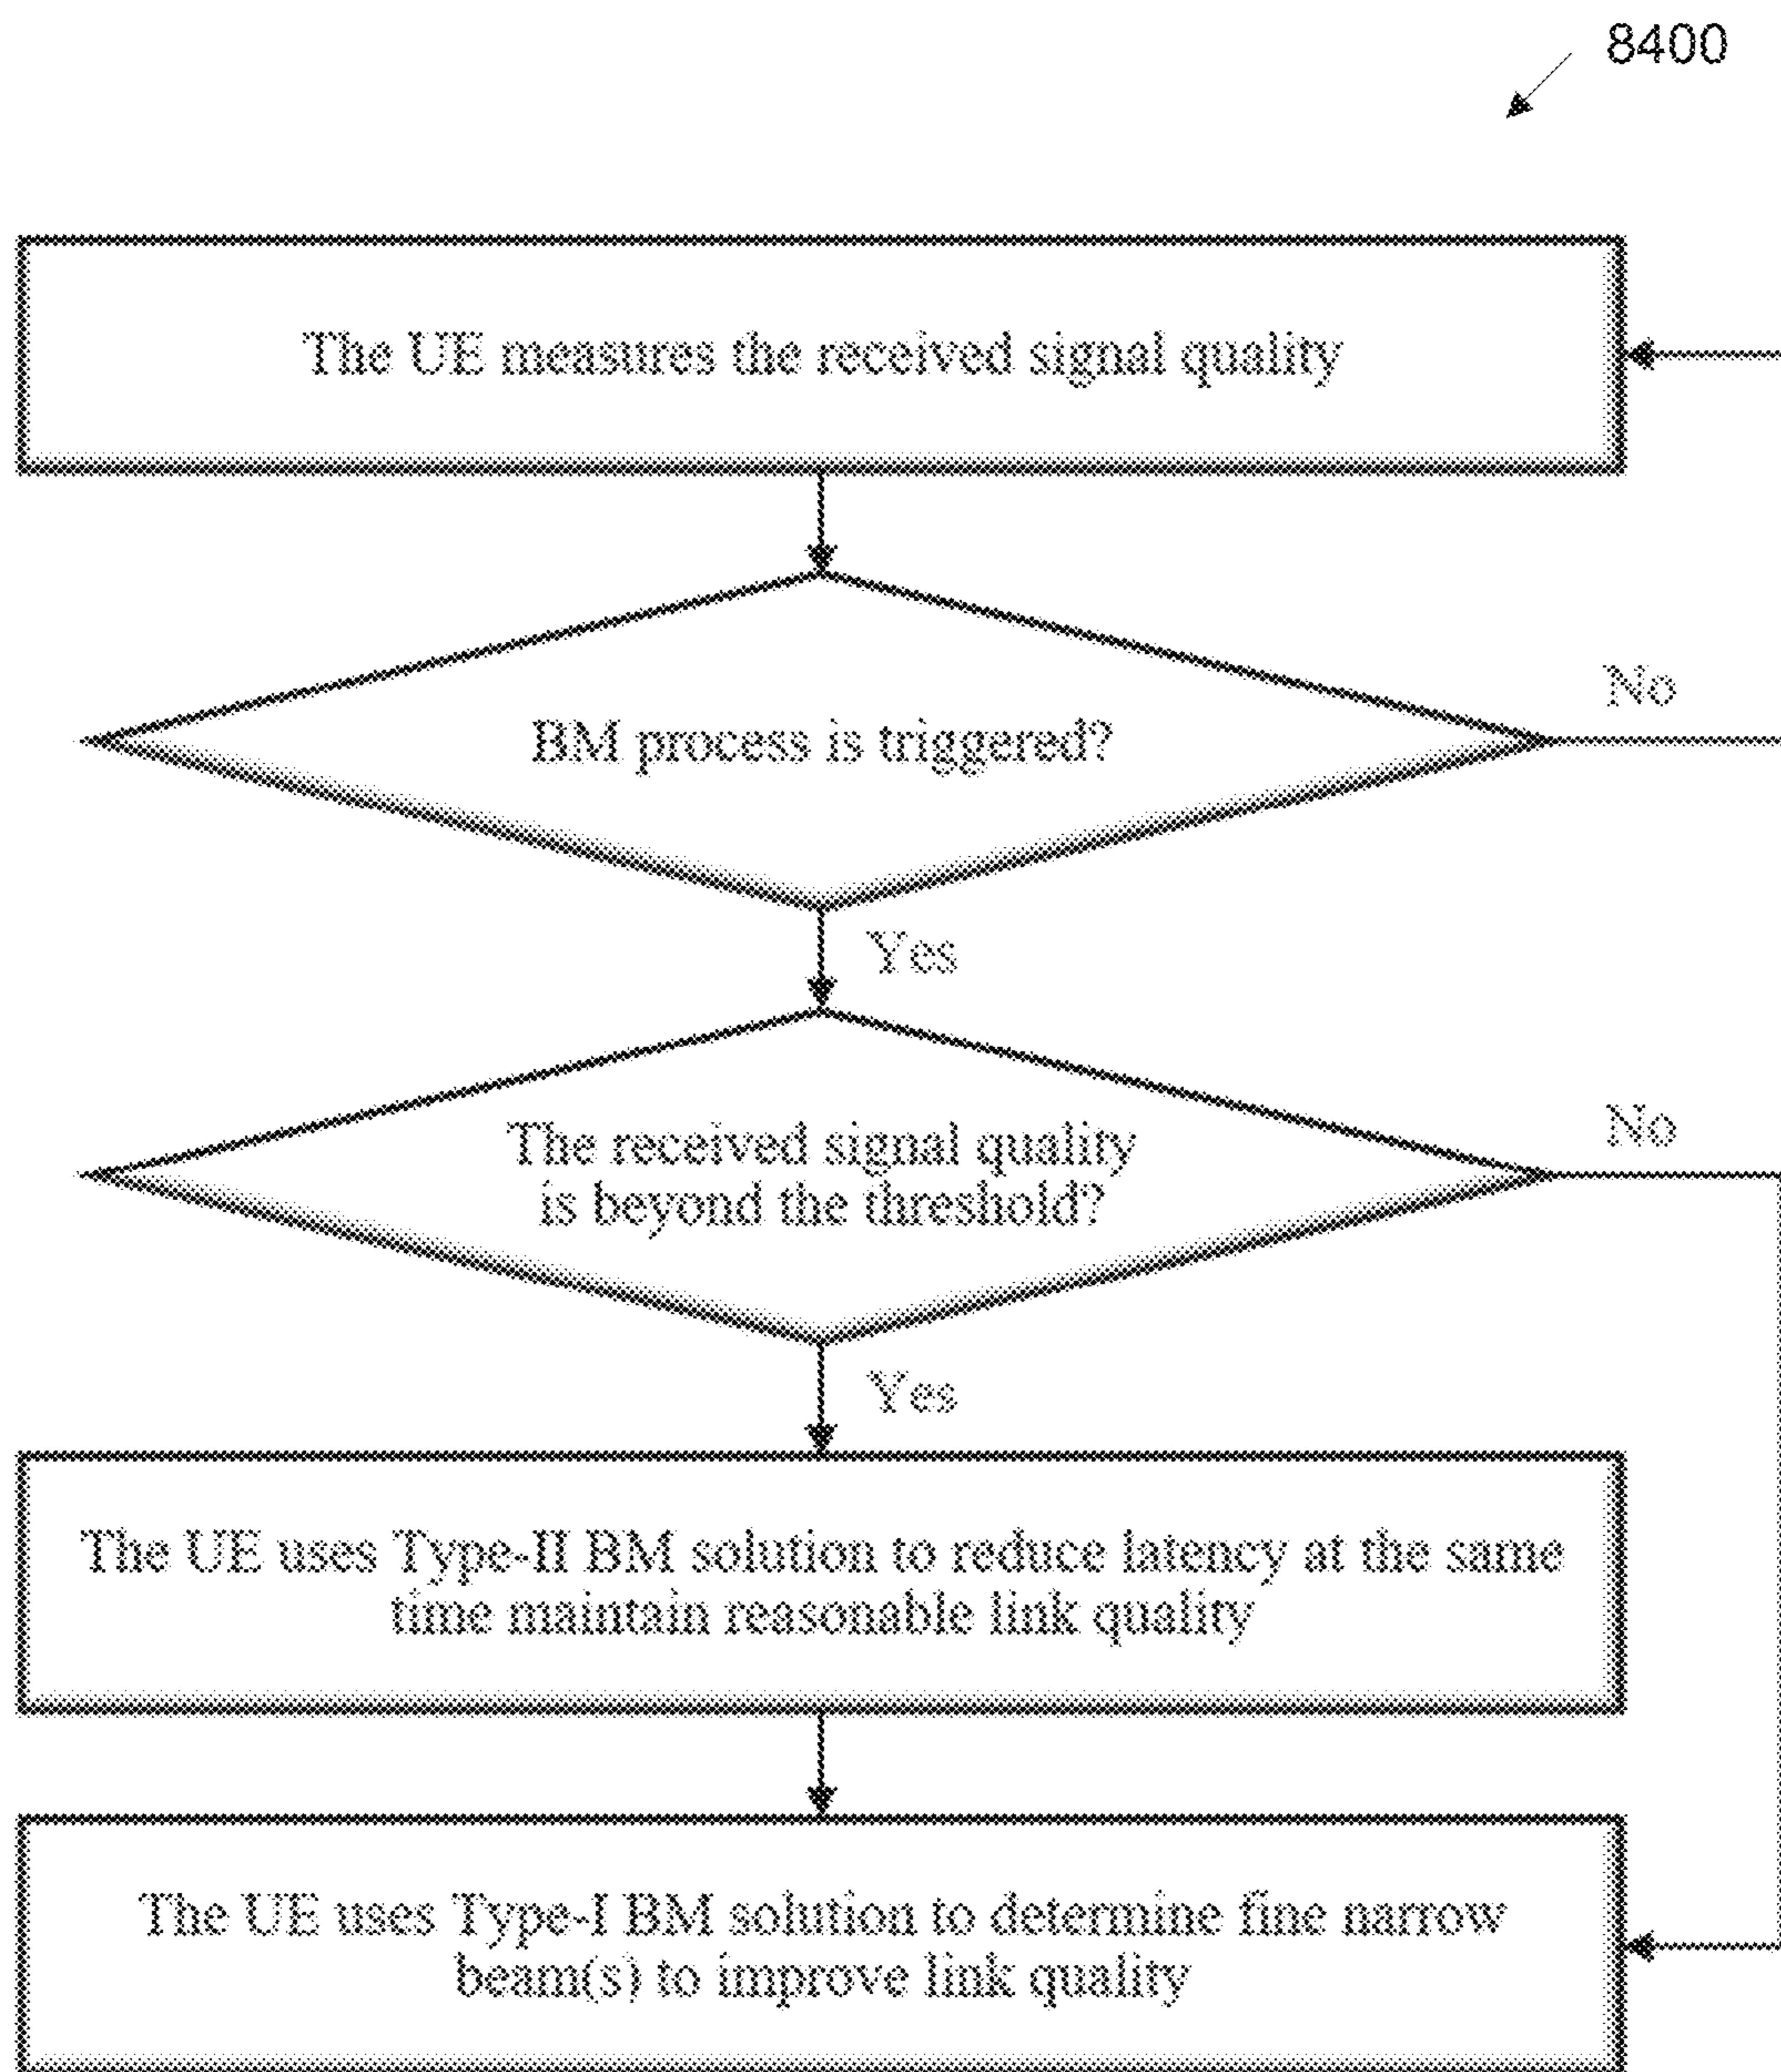 8400
The UE measures the received signal quality
BM process is triggered?
No
Yes
The received signal quality
is beyond the threshold?
No
Yes
The UE uses Type-II BM solution to reduce latency at the same
time maintain reasonable link quality
The UE uses Type-I BM solution to determine fine narrow
beam(s) to improve link quality